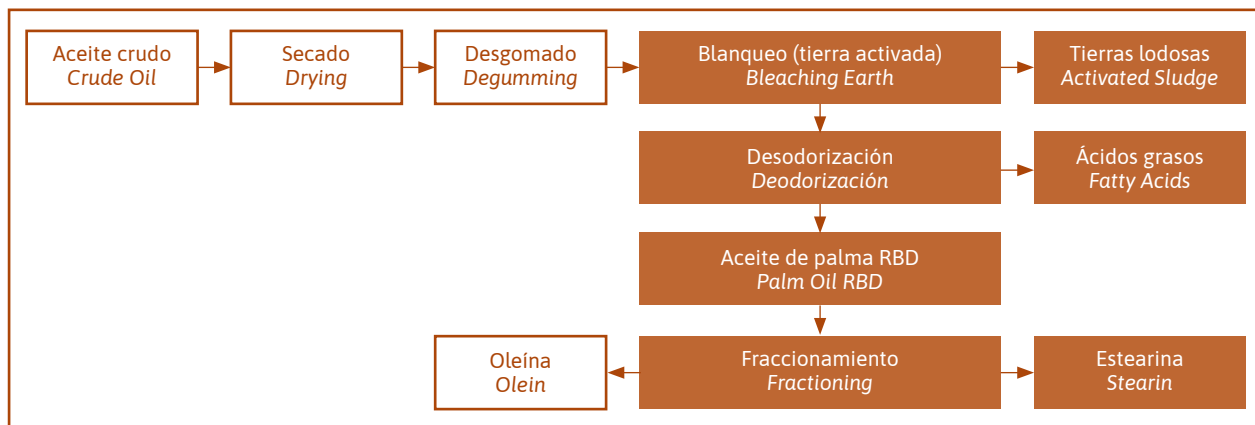 Aceite crudo
Crude Oil
Secado
Drying
Desgomado
Degumming
Blanqueo (tierra activada)
Bleaching Earth
Tierras lodosas
Activated Sludge
Desodorización
Deodorización
Ácidos grasos
Fatty Acids
Aceite de palma RBD
Palm Oil RBD
Oleína
Olein
Fraccionamiento
Fractioning
Estearina
Stearin